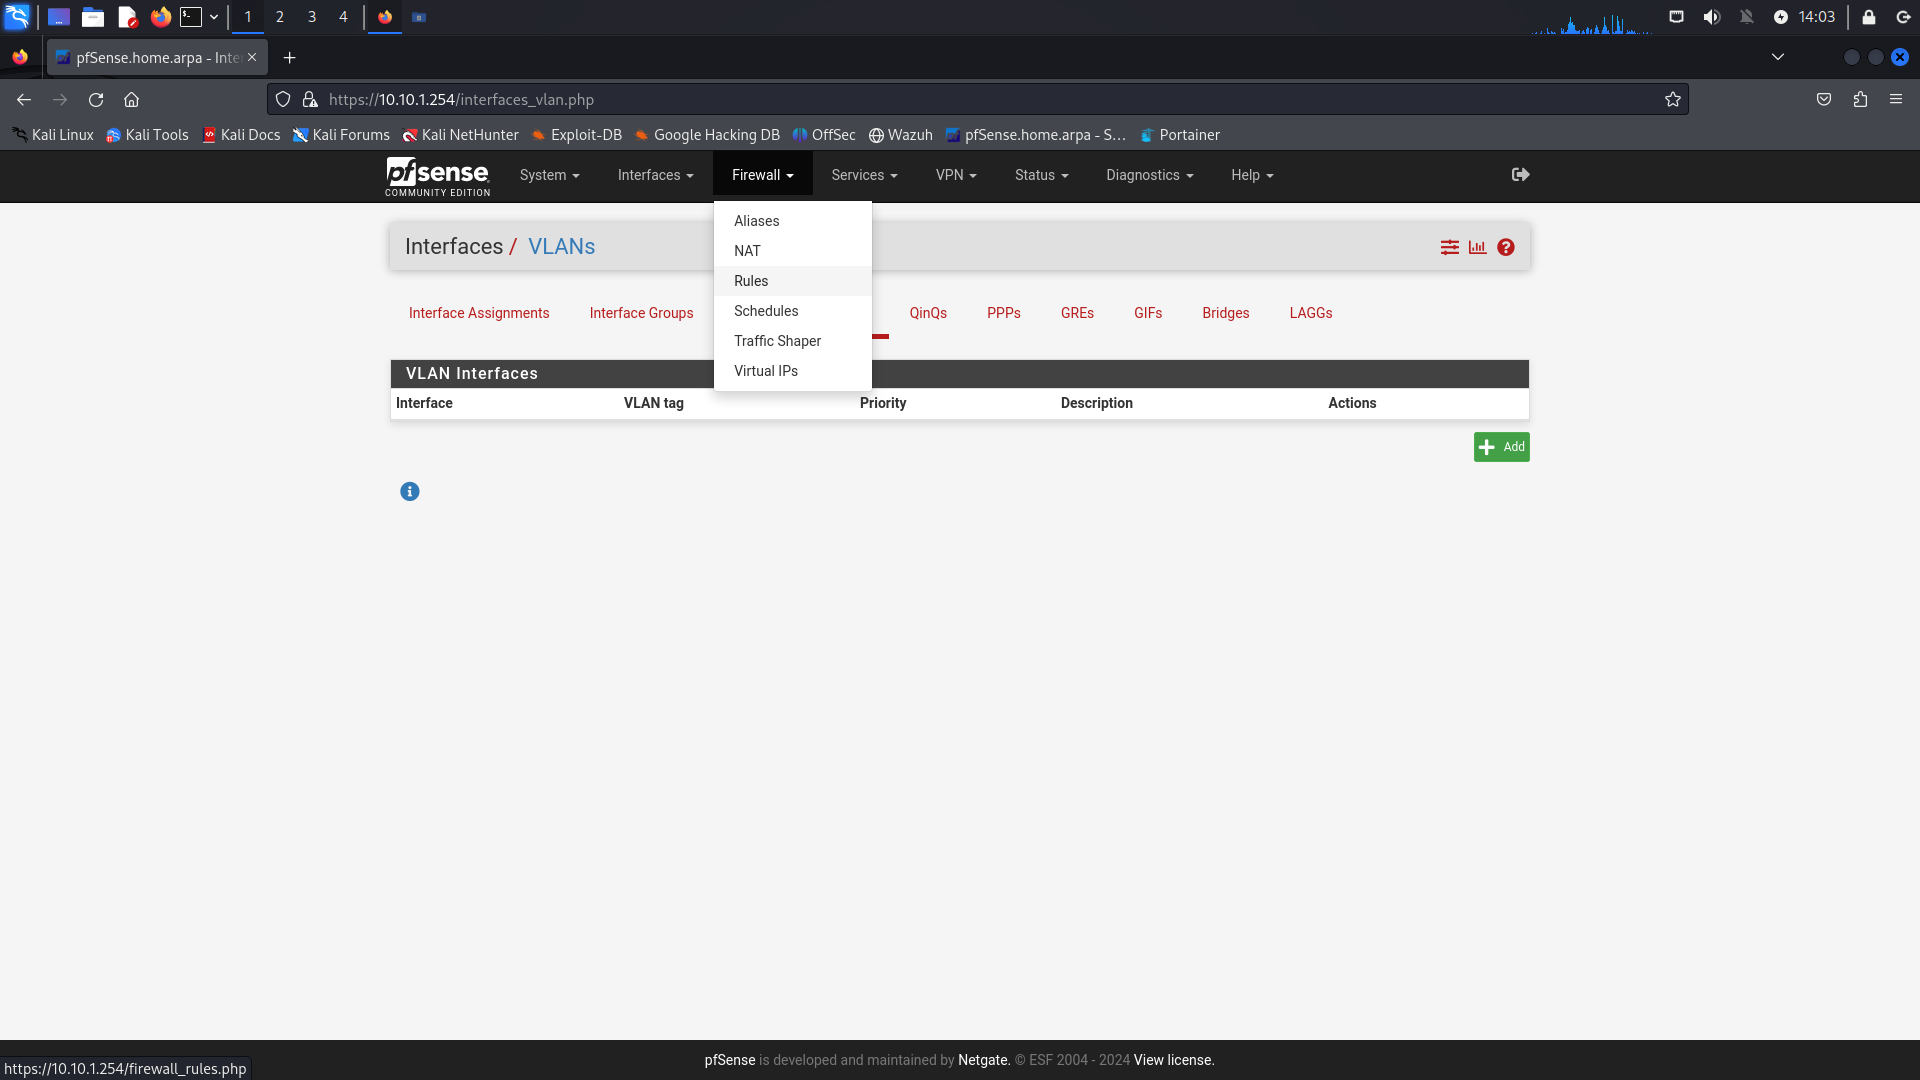 1 2 3 4 14:03
pfSense.home.arpa - Inte
https://10.10.1.254/interfaces_vlan.php
Kali Linux Kali Tools Kali Docs Kali Forums Kali NetHunter Exploit-DB Google Hacking DB OffSec Wazuh pfSense.home.arpa - S... Portainer
pfsense System Interfaces Firewall Services VPN Status Diagnostics Help
COMMUNITY EDITION
Aliases
Interfaces / VLANs
NAT
Rules
Interface Assignments Interface Groups QinQs PPPs GREs GIFs Bridges LAGGs
Schedules
Traffic Shaper
Virtual IPs
VLAN Interfaces
Interface VLAN tag Priority Description Actions
Add
pfSense is developed and maintained by Netgate. © ESF 2004 - 2024 View license.
https://10.10.1.254/firewall_rules.php